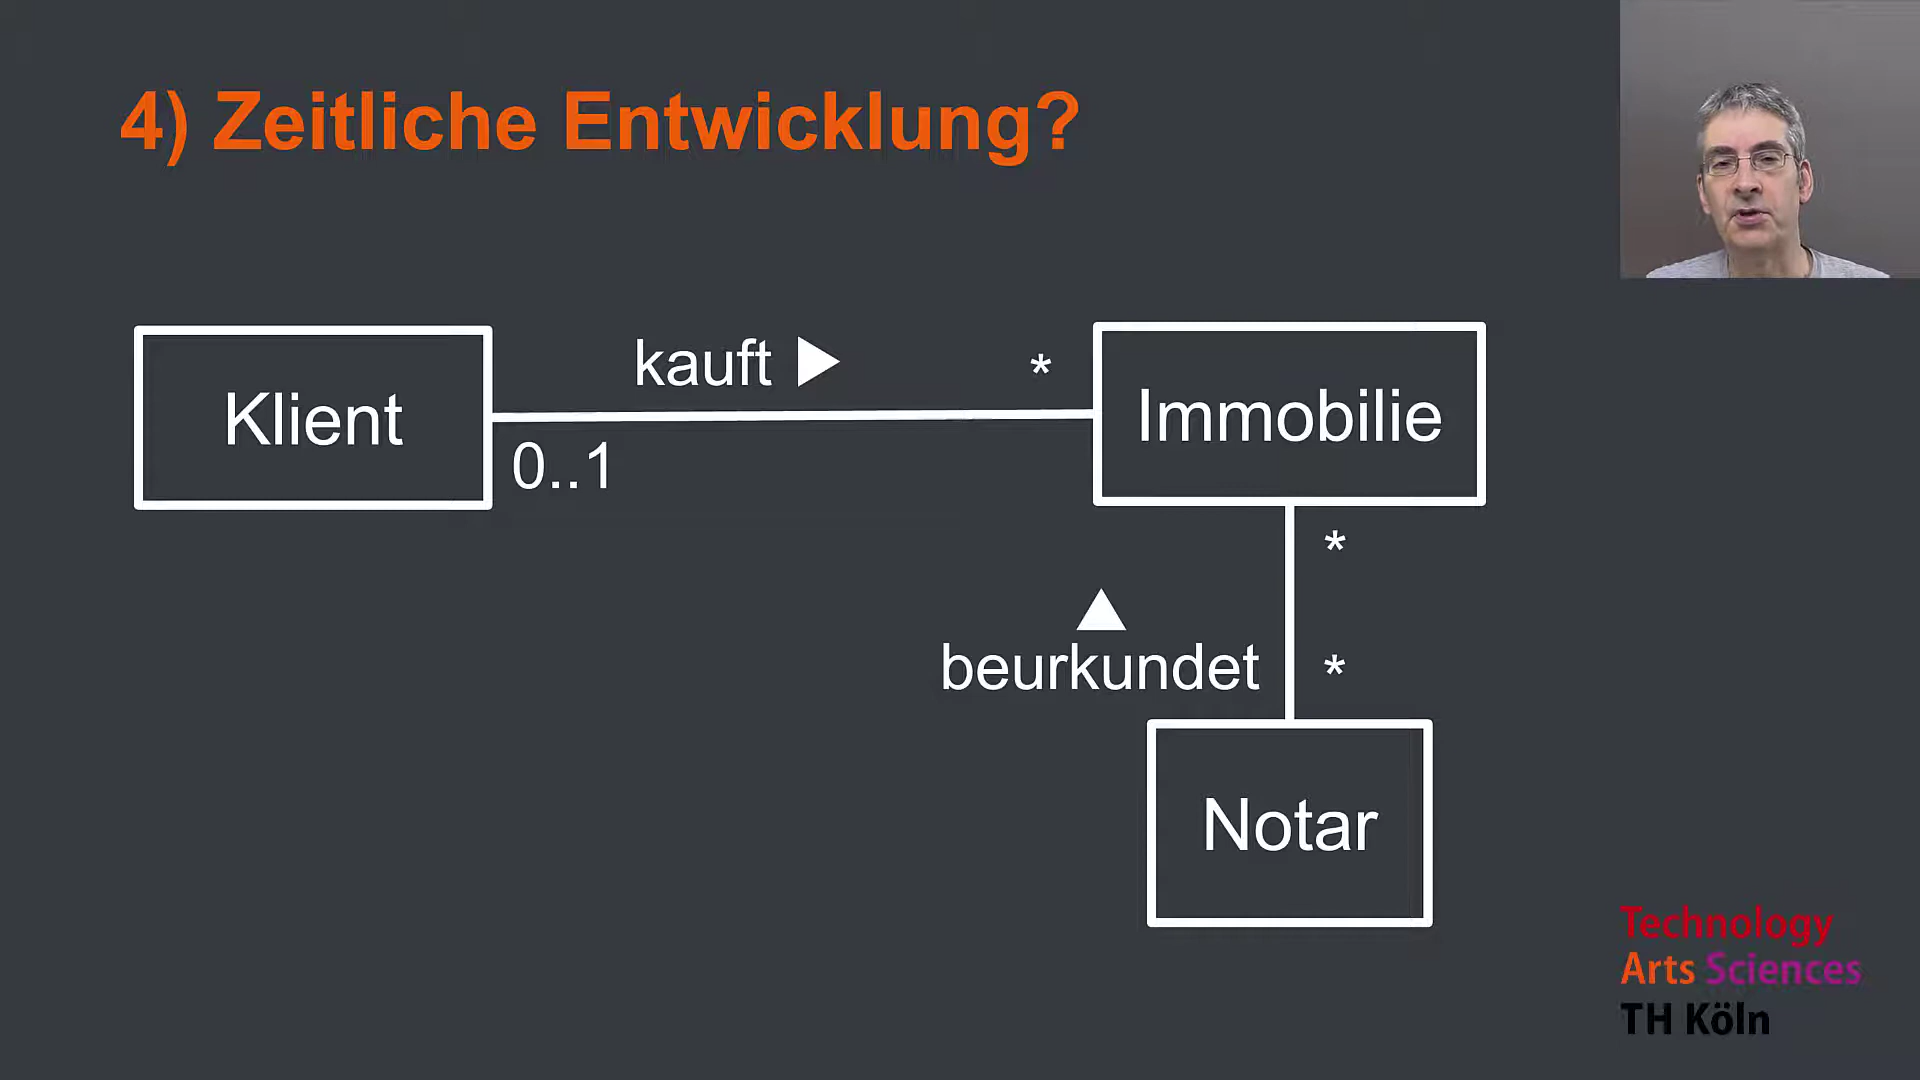 4) Zeitliche Entwicklung?
kauft
*
Klient
Immobilie
0..1
*
beurkundet
*
Notar
Technology
Arts Sciences
TH Köln